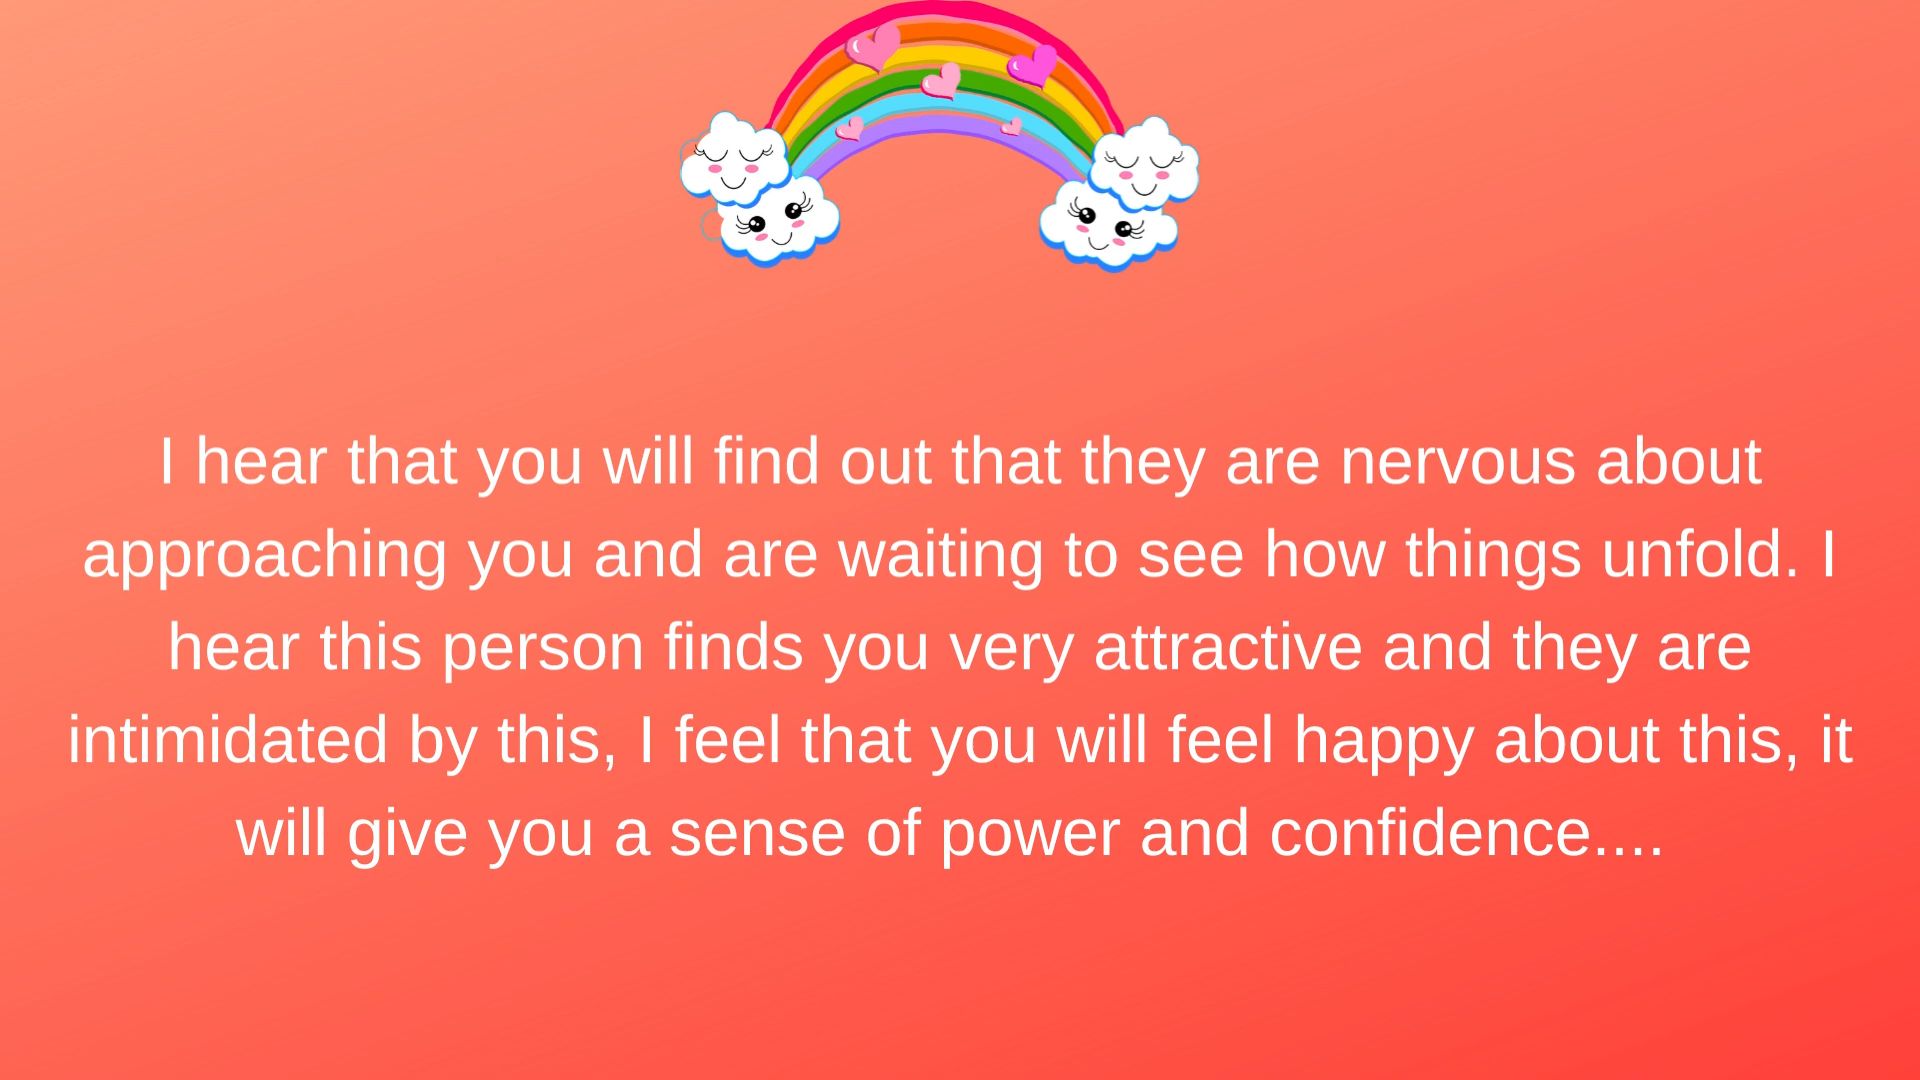 I hear that you will find out that they are nervous about
approaching you and are waiting to see how things unfold. I
hear this person finds you very attractive and they are
intimidated by this, I feel that you will feel happy about this, it
will give you a sense of power and confidence....